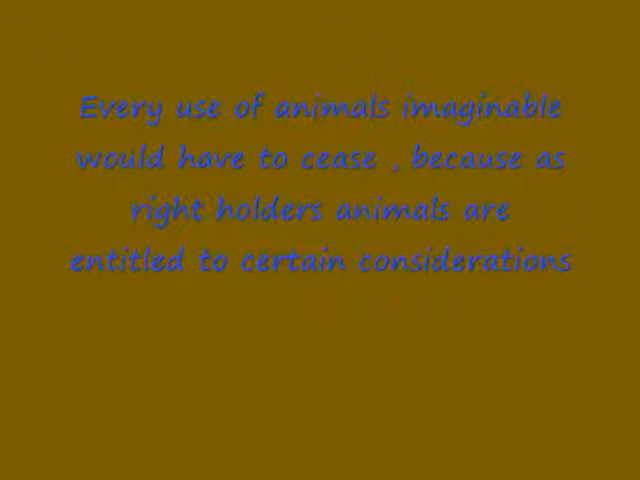 Every use of animals imaginable
would have to cease , because as
right holders animals are
entitled to certain considerations